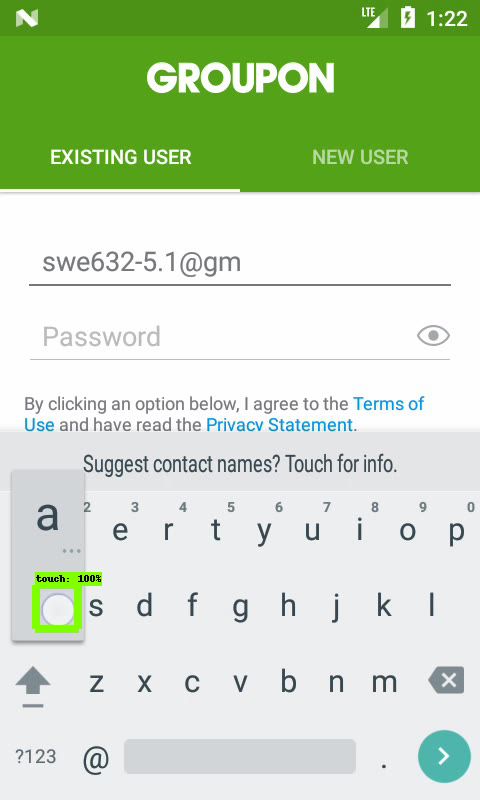 LTE 1:22
GROUPON
EXISTING USER NEW USER
swe632-5.1@gm
Password
By clicking an option below, I agree to the Terms of
Use and have read the Privacy Statement.
Suggest contact names? Touch for info.
a
...
2 3 4 5 6 7 8 9 0
e r t y u i o p
touch: 100%
s d f g h j k l
z x c v b n m
?123 @ .